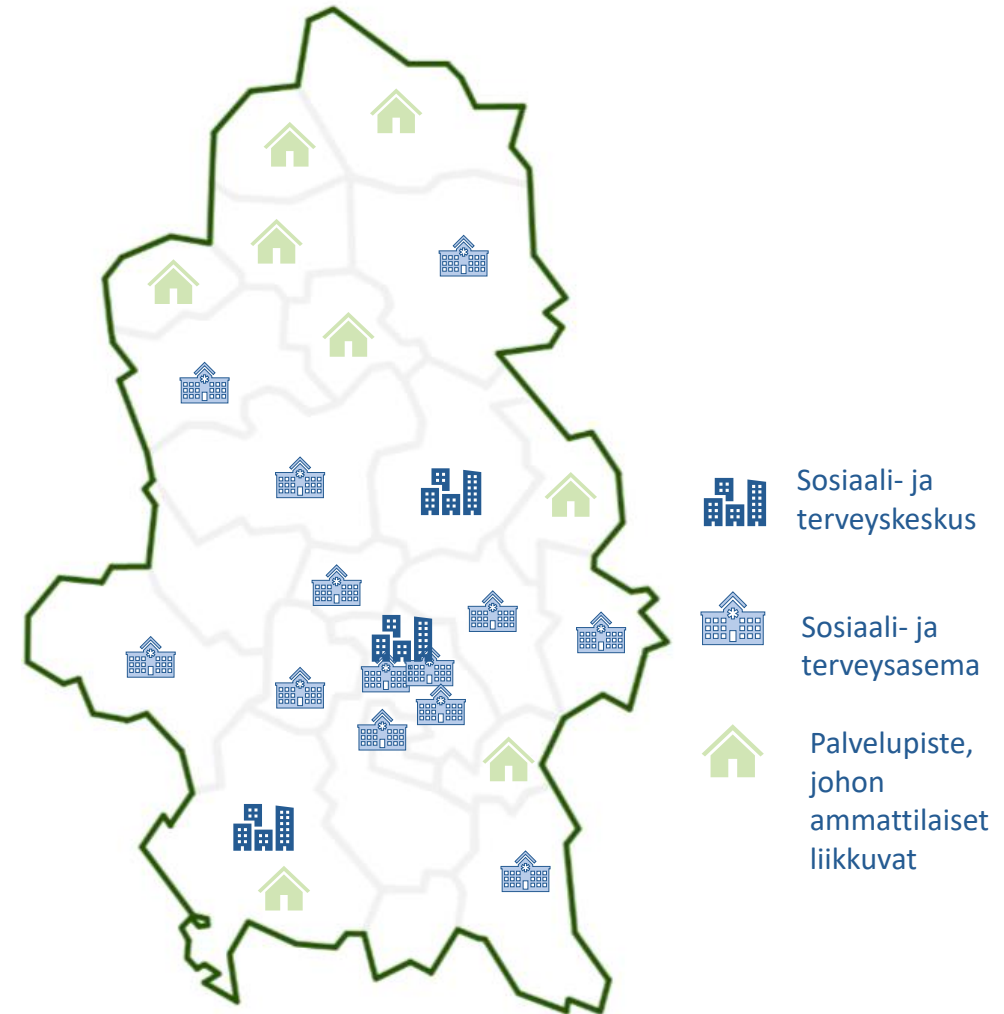 Sosiaali- ja
terveyskeskus
Sosiaali- ja
terveysasema
Palvelupiste,
johon
ammattilaiset
liikkuvat